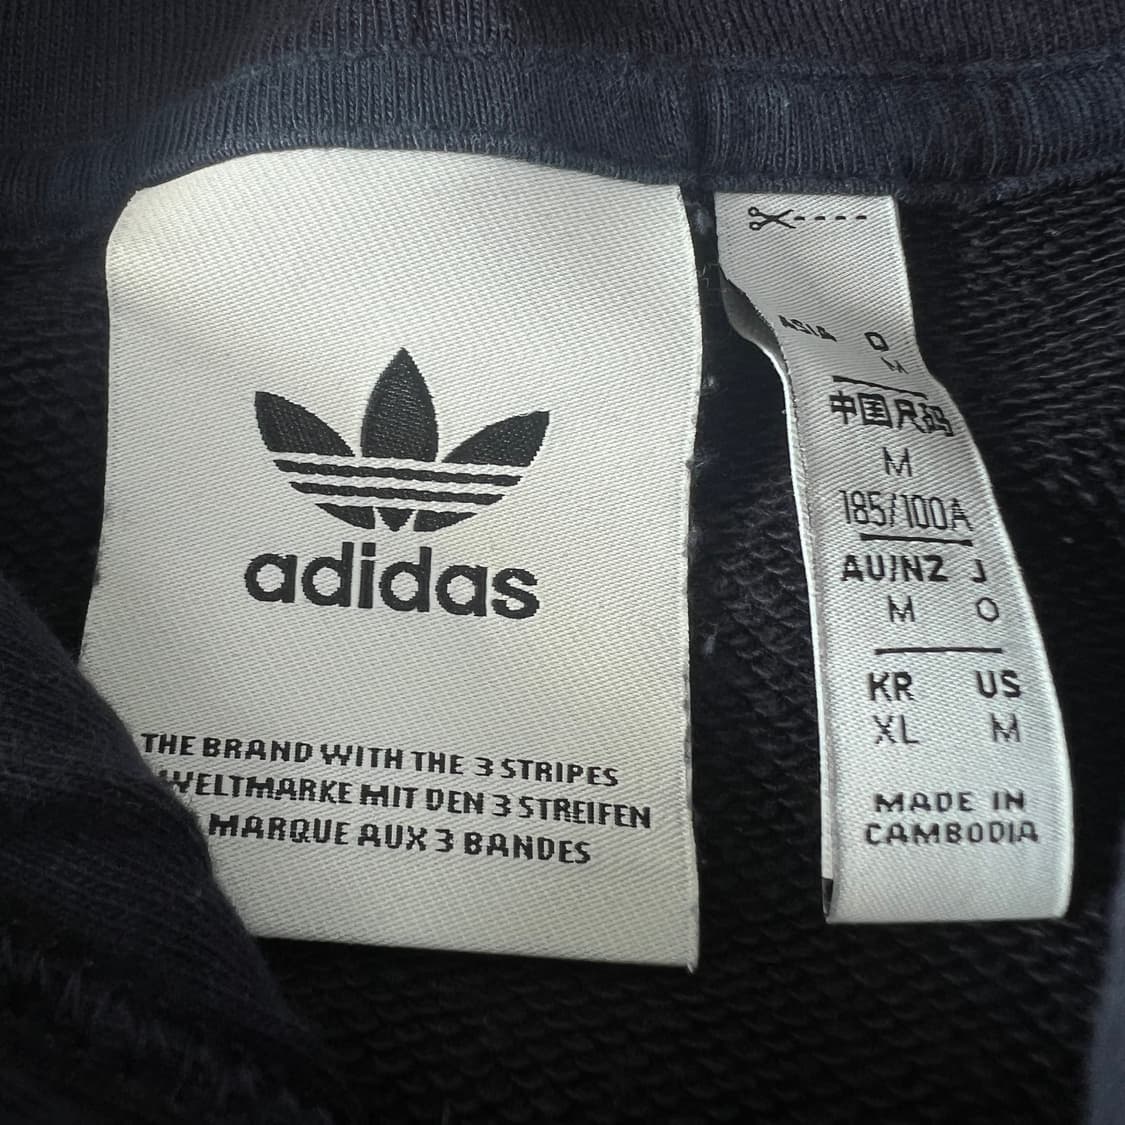 adidas
THE BRAND WITH THE 3 STRIPES
WELTMARKE MIT DEN 3 STREIFEN
MARQUE AUX 3 BANDES
ASIA O
M
中国尺码
M
185/100A
AU/NZ J
M O
KR US
XL M
MADE IN
CAMBODIA